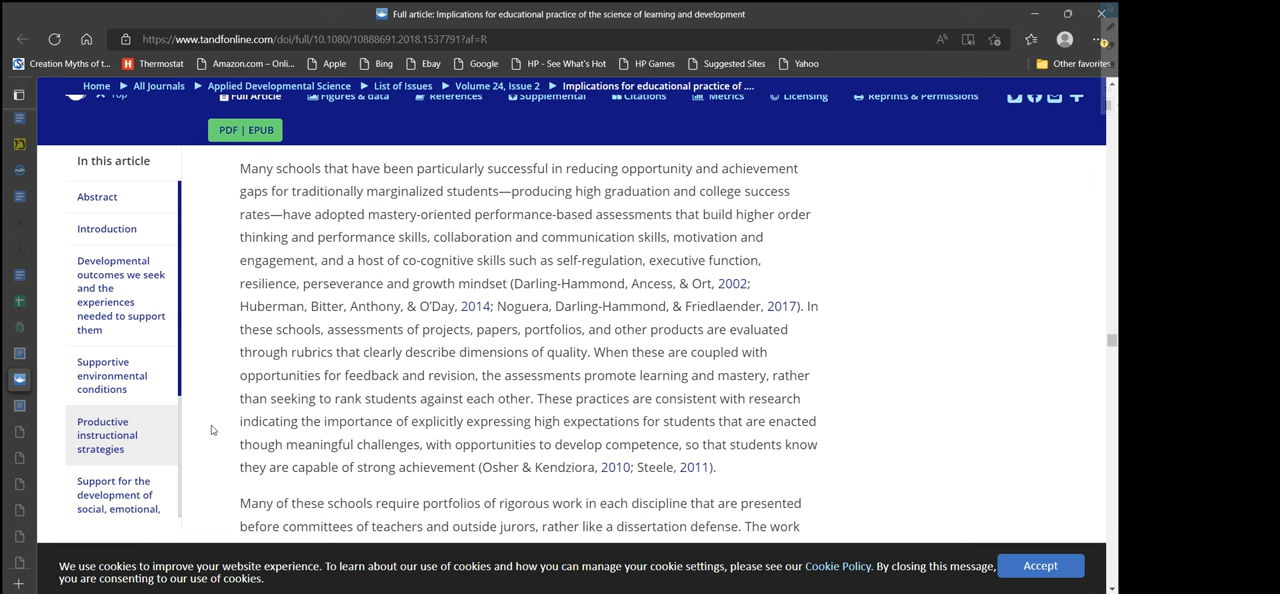 Full article: Implications for educational practice of the science of learning and development
https://www.tandfonline.com/doi/full/10.1080/10888691.2018.1537791?af=R
Creation Myths of t... Thermostat Amazon.com – Onli... Apple Bing Ebay Google HP - See What's Hot HP Games Suggested Sites Yahoo Other favorites
Home All Journals Applied Developmental Science List of Issues Volume 24, Issue 2 Implications for educational practice of ....
Top Full Article Figures & data References Supplemental Citations Metrics Licensing Reprints & Permissions
PDF | EPUB
In this article
Abstract
Introduction
Developmental
outcomes we seek
and the
experiences
needed to support
them
Supportive
environmental
conditions
Productive
instructional
strategies
Support for the
development of
social, emotional,
Many schools that have been particularly successful in reducing opportunity and achievement
gaps for traditionally marginalized students—producing high graduation and college success
rates—have adopted mastery-oriented performance-based assessments that build higher order
thinking and performance skills, collaboration and communication skills, motivation and
engagement, and a host of co-cognitive skills such as self-regulation, executive function,
resilience, perseverance and growth mindset (Darling-Hammond, Ancess, & Ort, 2002;
Huberman, Bitter, Anthony, & O'Day, 2014; Noguera, Darling-Hammond, & Friedlaender, 2017). In
these schools, assessments of projects, papers, portfolios, and other products are evaluated
through rubrics that clearly describe dimensions of quality. When these are coupled with
opportunities for feedback and revision, the assessments promote learning and mastery, rather
than seeking to rank students against each other. These practices are consistent with research
indicating the importance of explicitly expressing high expectations for students that are enacted
though meaningful challenges, with opportunities to develop competence, so that students know
they are capable of strong achievement (Osher & Kendziora, 2010; Steele, 2011).
Many of these schools require portfolios of rigorous work in each discipline that are presented
before committees of teachers and outside jurors, rather like a dissertation defense. The work
We use cookies to improve your website experience. To learn about our use of cookies and how you can manage your cookie settings, please see our Cookie Policy. By closing this message,
you are consenting to our use of cookies.
Accept